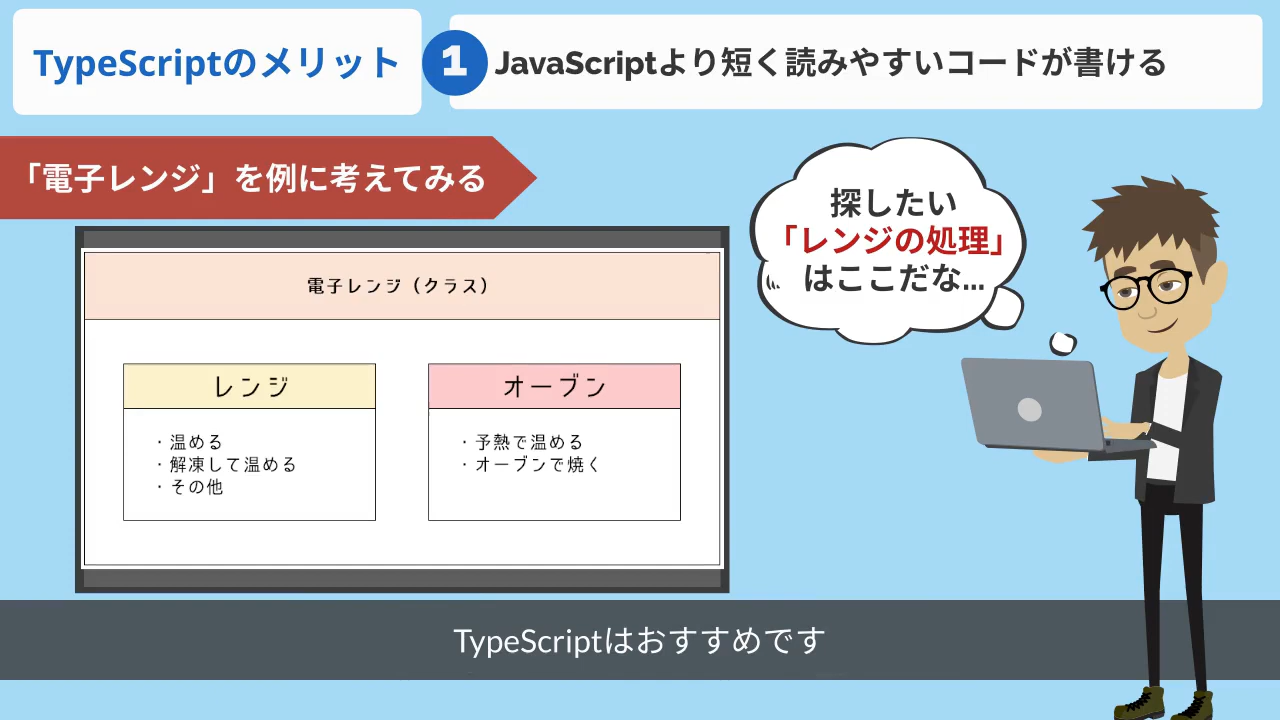 TypeScriptのメリット
1
JavaScriptより短く読みやすいコードが書ける
「電子レンジ」を例に考えてみる
探したい
「レンジの処理」
はここだな...
電子レンジ（クラス）
レンジ
・温める
・解凍して温める
・その他
オーブン
・予熱で温める
・オーブンで焼く
TypeScriptはおすすめです